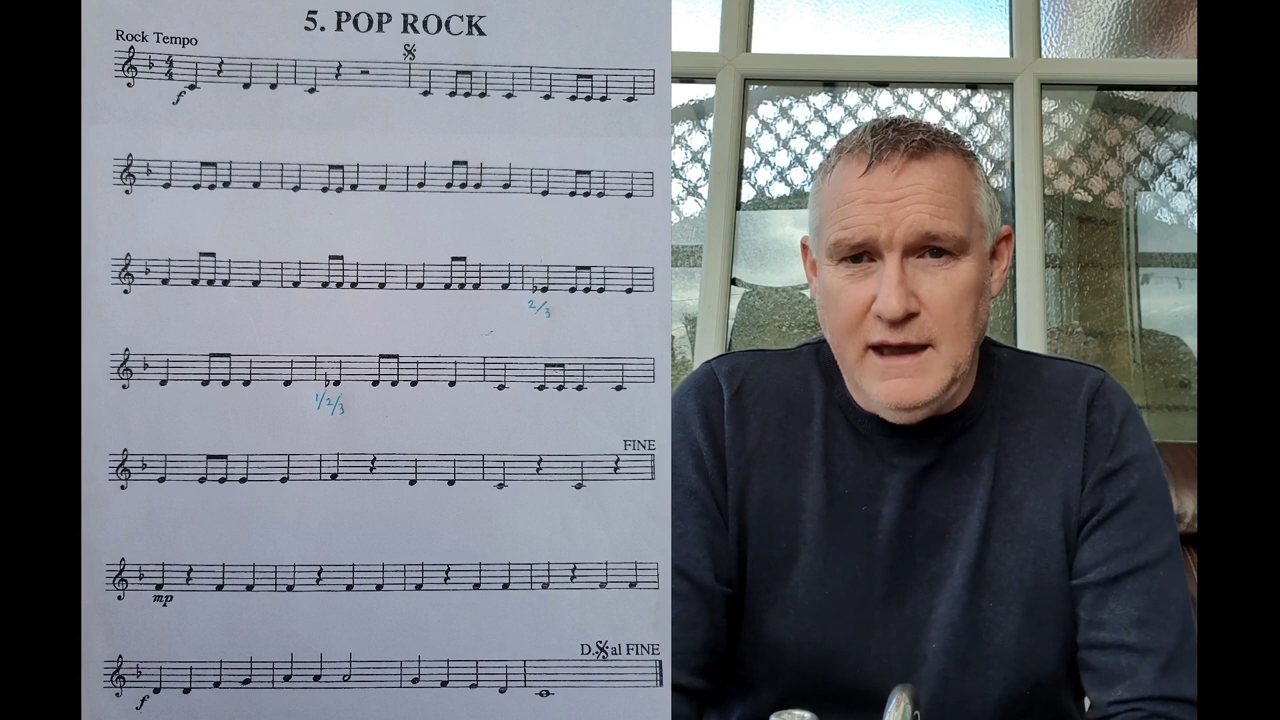 5. POP ROCK
Rock Tempo
f
2/3
1/2/3
FINE
mp
D.𝄋 al FINE
f